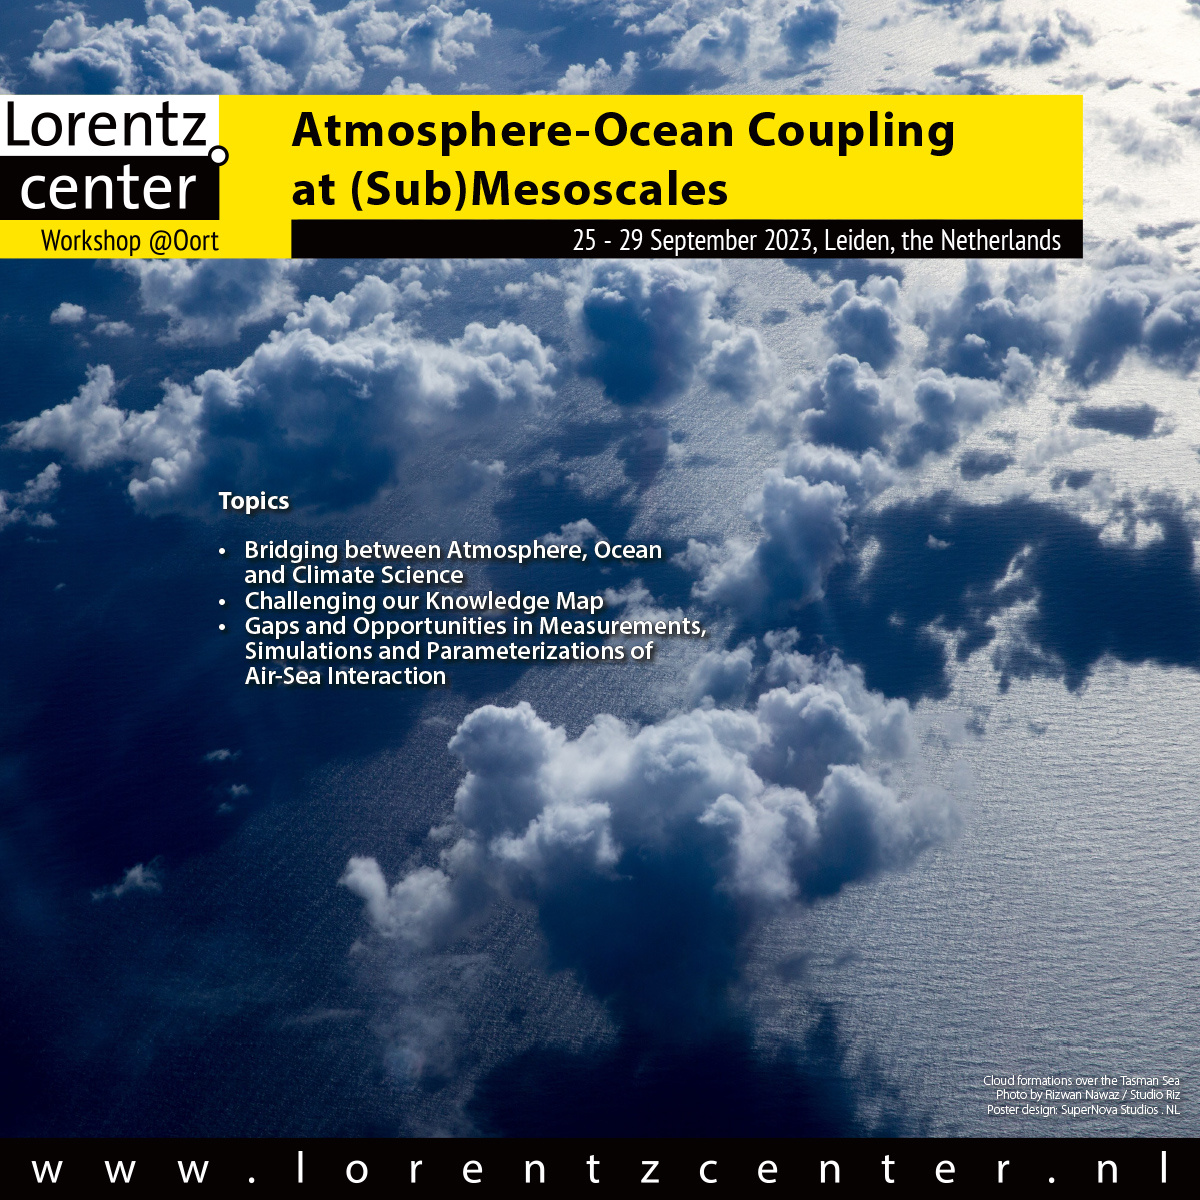 Lorentz
center
Workshop @Oort
Atmosphere-Ocean Coupling
at (Sub)Mesoscales
25 - 29 September 2023, Leiden, the Netherlands
Topics
• Bridging between Atmosphere, Ocean
and Climate Science
• Challenging our Knowledge Map
• Gaps and Opportunities in Measurements,
Simulations and Parameterizations of
Air-Sea Interaction
Cloud formations over the Tasman Sea
Photo by Rizwan Nawaz / Studio Riz
Poster design: SuperNova Studios . NL
www.lorentzcenter.nl